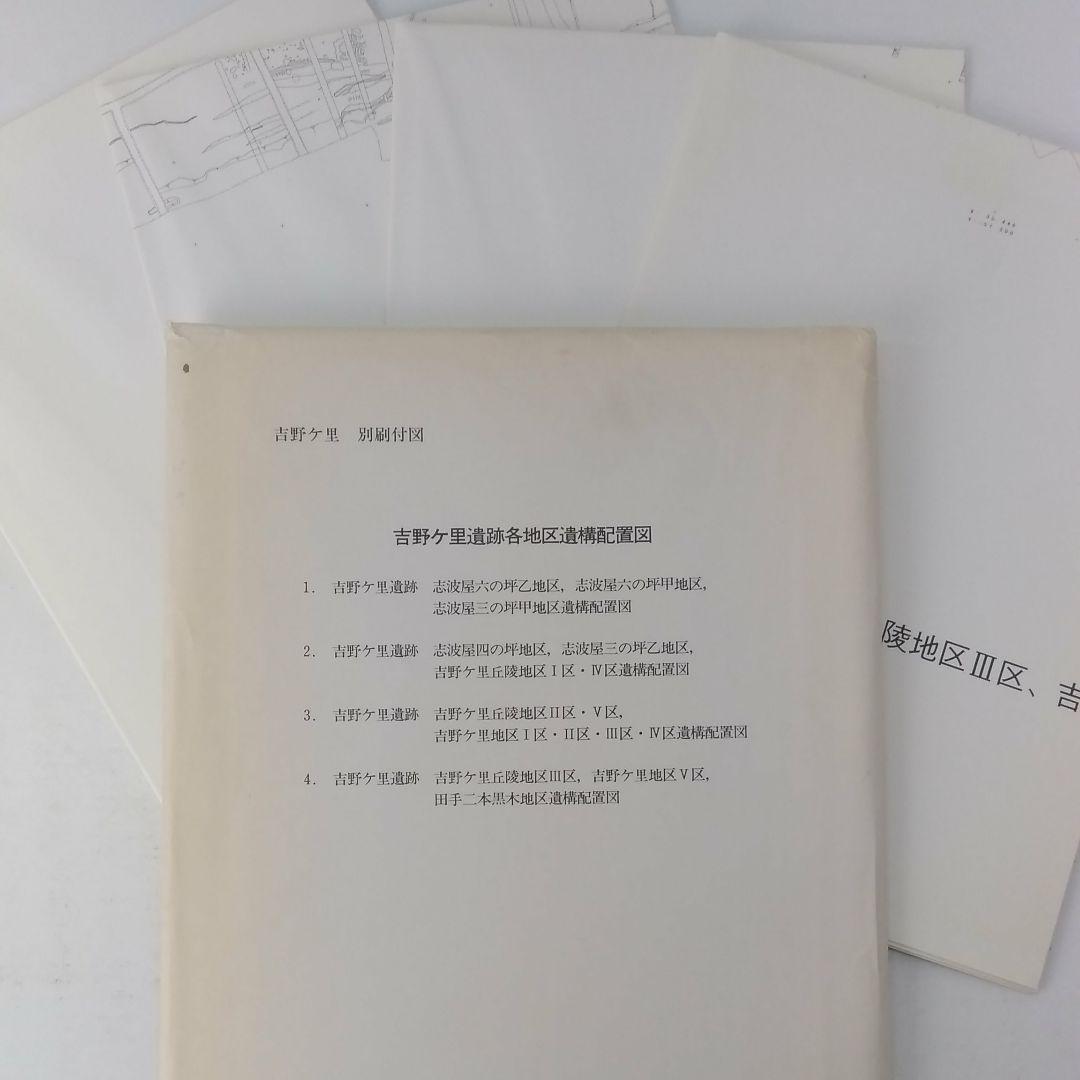 吉野ケ里　別刷付図
吉野ケ里遺跡各地区遺構配置図
1.　吉野ケ里遺跡　志波屋六の坪乙地区，志波屋六の坪甲地区，
志波屋三の坪甲地区遺構配置図
2.　吉野ケ里遺跡　志波屋四の坪地区，志波屋三の坪乙地区，
吉野ケ里丘陵地区Ⅰ区・Ⅳ区遺構配置図
3.　吉野ケ里遺跡　吉野ケ里丘陵地区Ⅱ区・Ⅴ区，
吉野ケ里地区Ⅰ区・Ⅱ区・Ⅲ区・Ⅳ区遺構配置図
4.　吉野ケ里遺跡　吉野ケ里丘陵地区Ⅲ区，吉野ケ里地区Ⅴ区，
田手二本黒木地区遺構配置図
陵地区Ⅲ区、吉